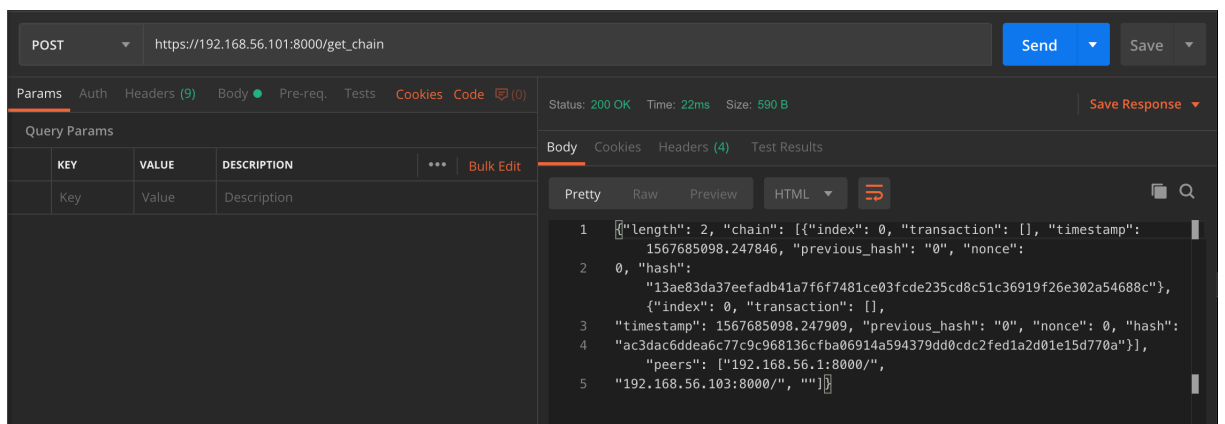 POST https://192.168.56.101:8000/get_chain Send Save
Params Auth Headers (9) Body Pre-req. Tests Cookies Code (0)
Status: 200 OK Time: 22ms Size: 590 B Save Response
Query Params
KEY VALUE DESCRIPTION ••• Bulk Edit
Key Value Description
Body Cookies Headers (4) Test Results
Pretty Raw Preview HTML
1 {"length": 2, "chain": [{"index": 0, "transaction": [], "timestamp":
1567685098.247846, "previous_hash": "0", "nonce":
2 0, "hash":
"13ae83da37eefadb41a7f6f7481ce03fcde235cd8c51c36919f26e302a54688c"},
{"index": 0, "transaction": [],
3 "timestamp": 1567685098.247909, "previous_hash": "0", "nonce": 0, "hash":
4 "ac3dac6ddea6c77c9c968136cfba06914a594379dd0cdc2fed1a2d01e15d770a"}],
"peers": ["192.168.56.1:8000/",
5 "192.168.56.103:8000/", ""]}